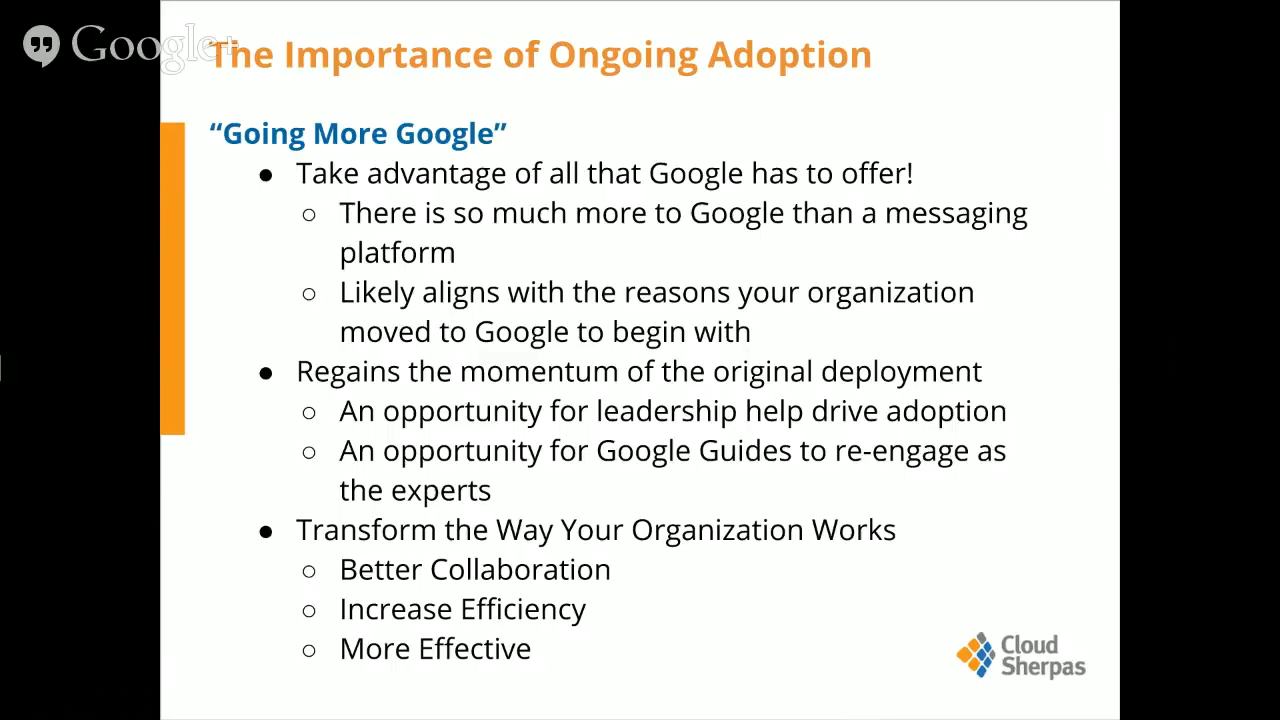 Google+
The Importance of Ongoing Adoption
“Going More Google”
● Take advantage of all that Google has to offer!
○ There is so much more to Google than a messaging
platform
○ Likely aligns with the reasons your organization
moved to Google to begin with
● Regains the momentum of the original deployment
○ An opportunity for leadership help drive adoption
○ An opportunity for Google Guides to re-engage as
the experts
● Transform the Way Your Organization Works
○ Better Collaboration
○ Increase Efficiency
○ More Effective
Cloud
Sherpas